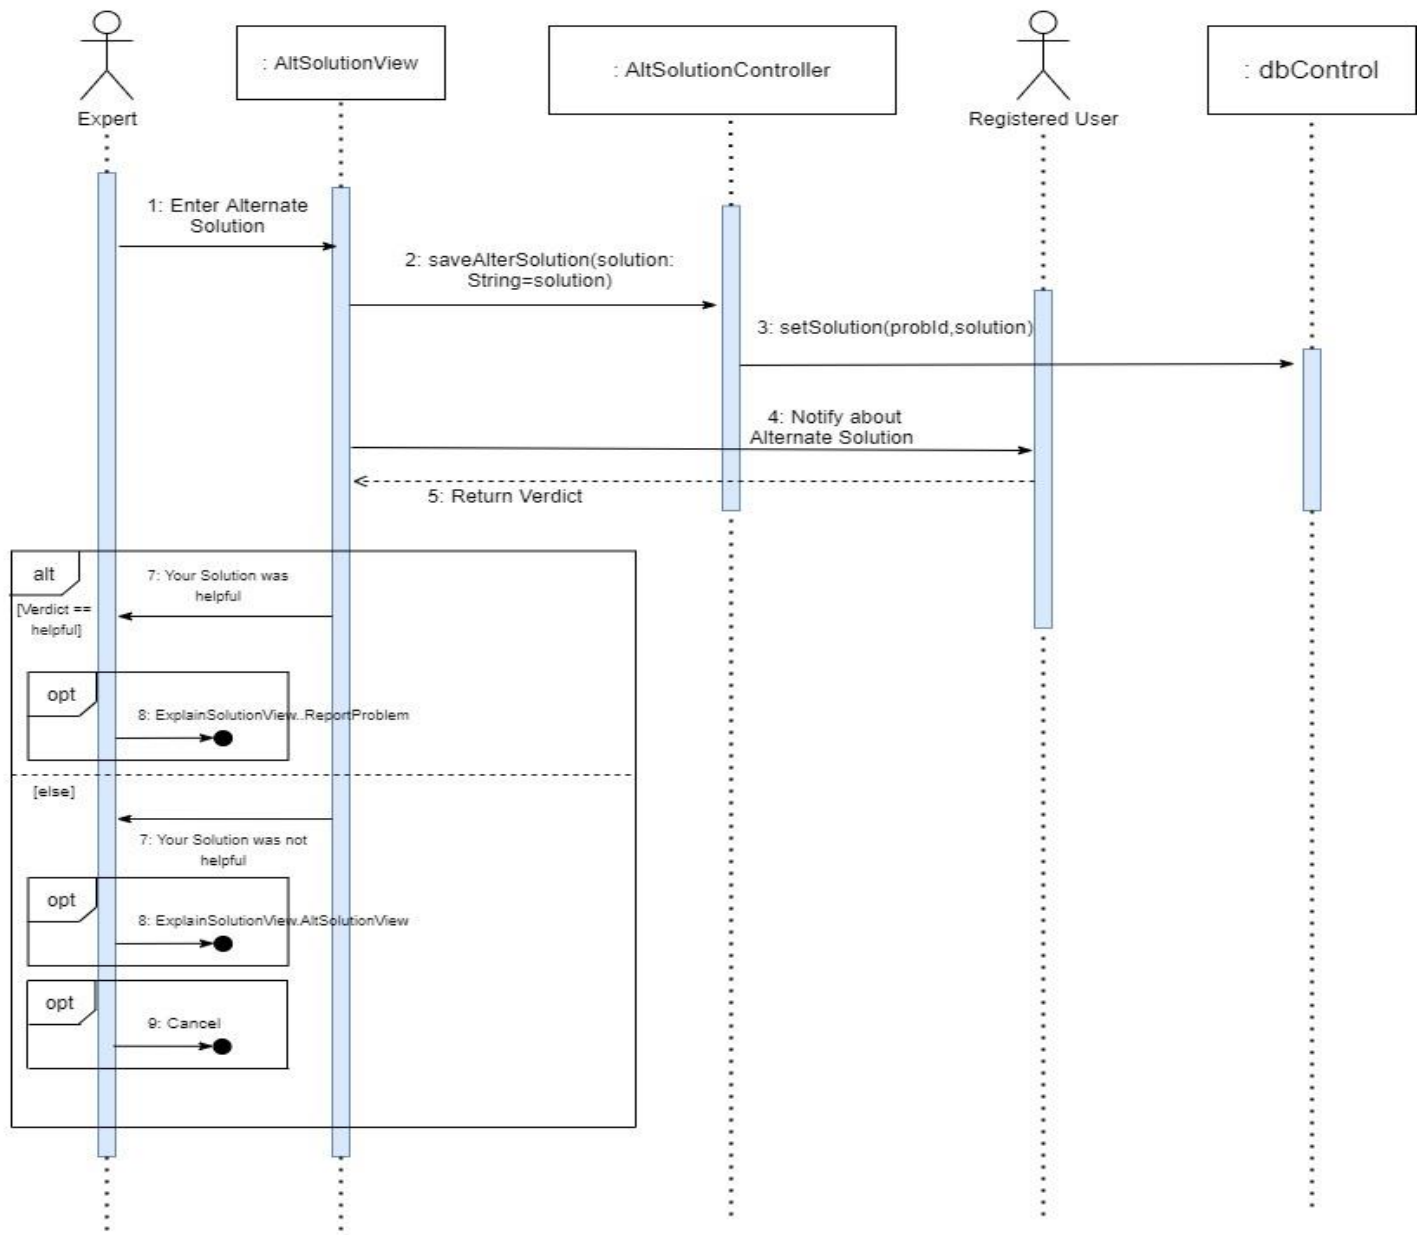 Expert
: AltSolutionView
: AltSolutionController
Registered User
: dbControl
1: Enter Alternate
Solution
2: saveAlterSolution(solution:
String=solution)
3: setSolution(probId,solution)
4: Notify about
Alternate Solution
5: Return Verdict
alt
[Verdict ==
helpful]
7: Your Solution was
helpful
opt
8: ExplainSolutionView..ReportProblem
[else]
7: Your Solution was not
helpful
opt
8: ExplainSolutionView.AltSolutionView
opt
9: Cancel